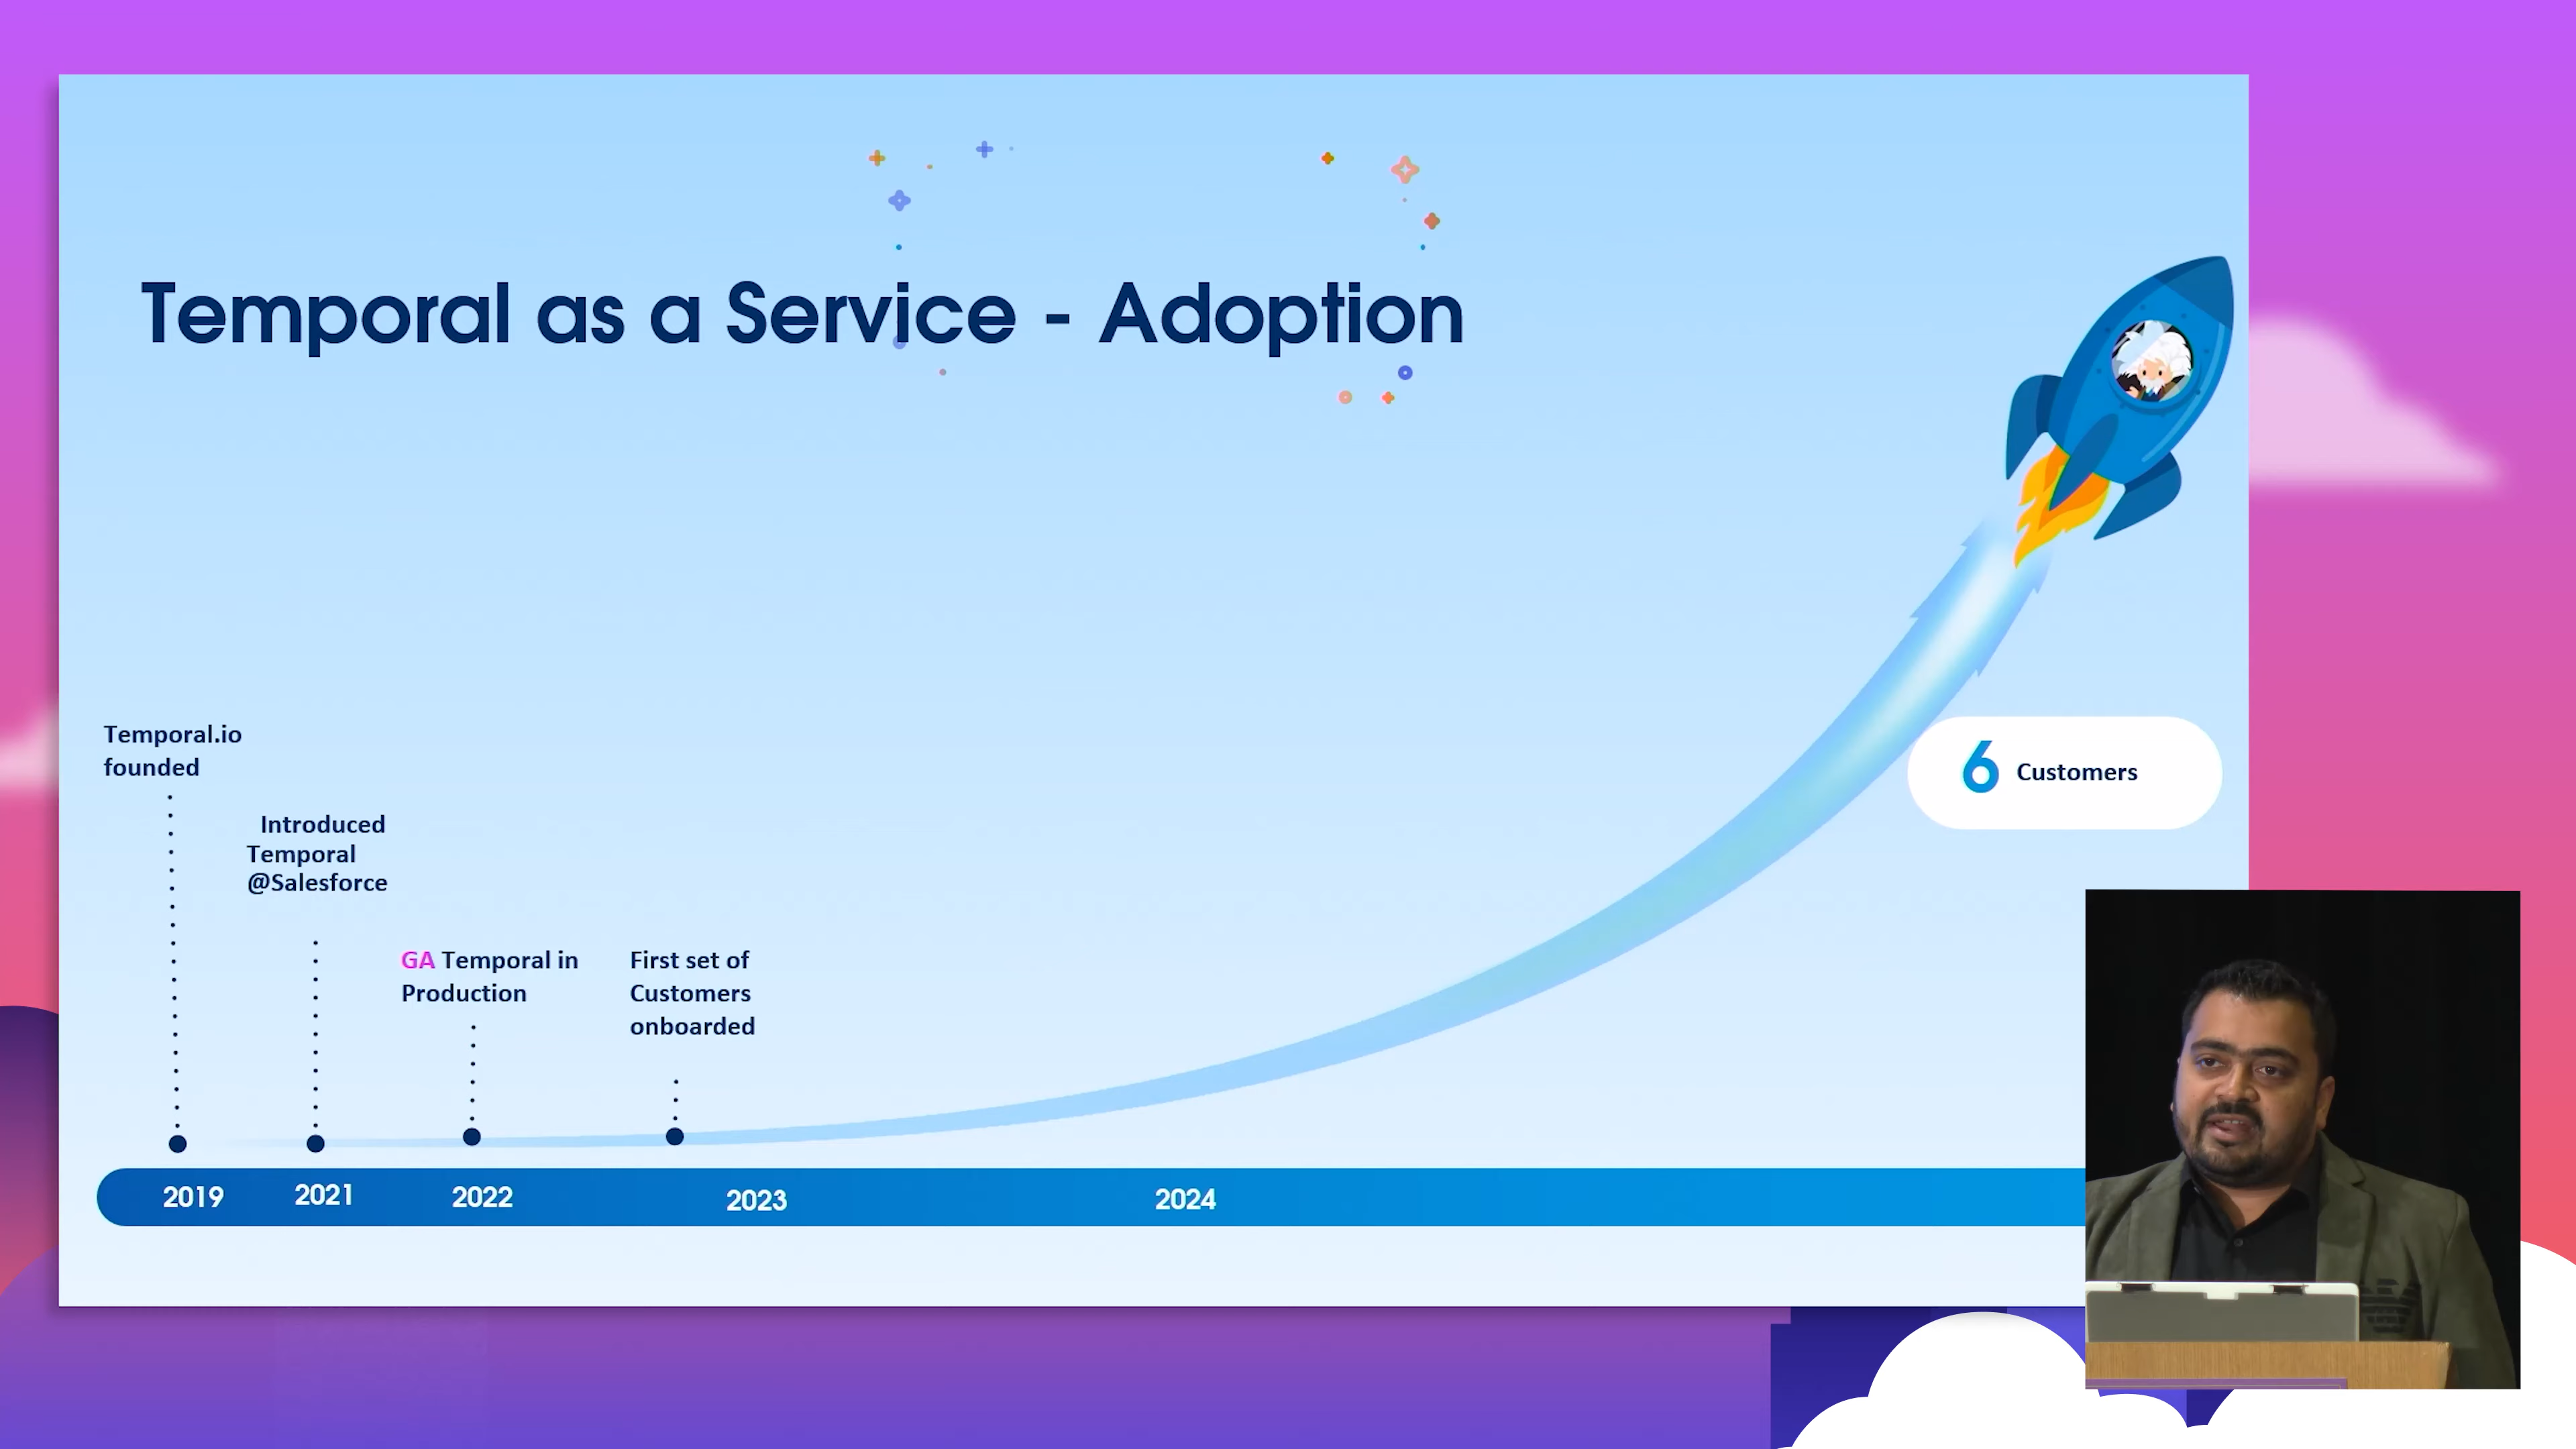 Temporal as a Service - Adoption
Temporal.io
founded
Introduced
Temporal
@Salesforce
GA Temporal in
Production
First set of
Customers
onboarded
6 Customers
2019 2021 2022 2023 2024